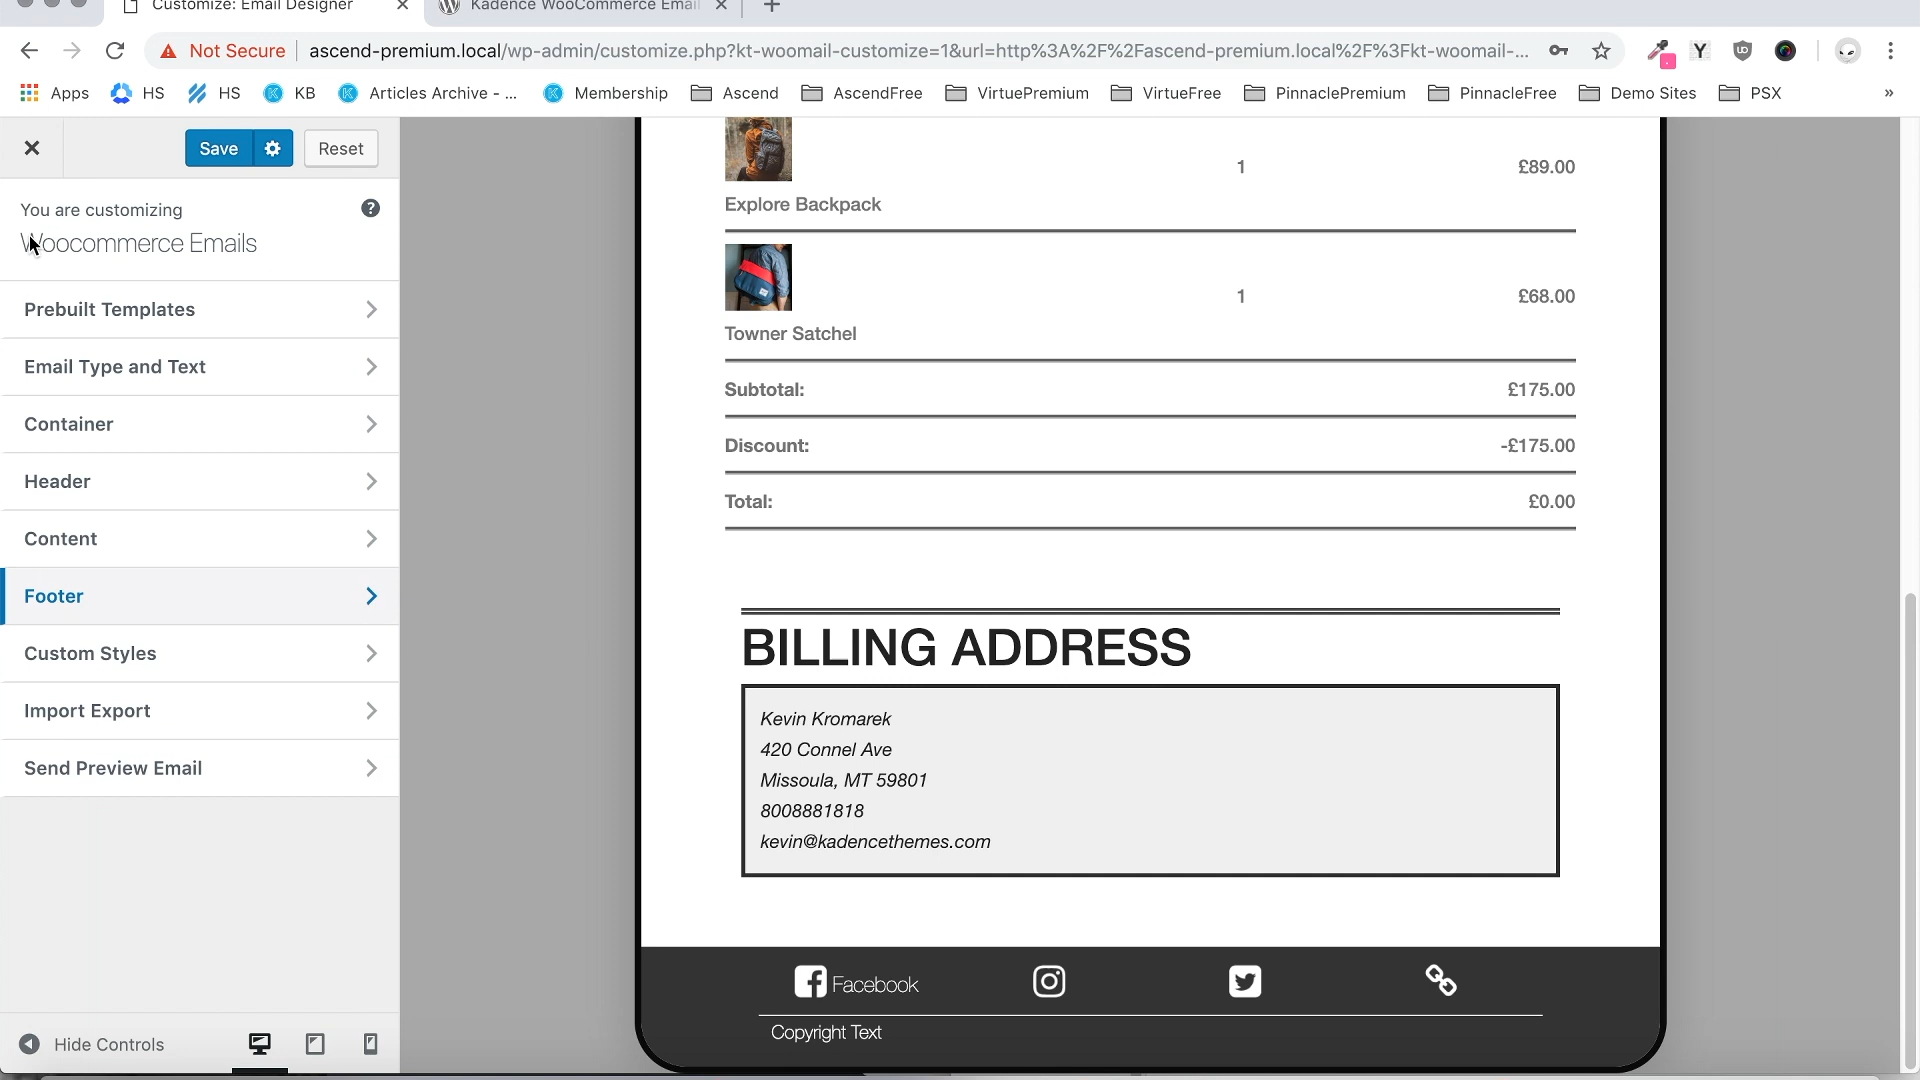 Customize: Email Designer
Kadence WooCommerce Email
Not Secure
ascend-premium.local/wp-admin/customize.php?kt-woomail-customize=1&url=http%3A%2F%2Fascend-premium.local%2F%3Fkt-woomail-...
Y
Apps
HS
HS
KB
Articles Archive - ...
Membership
Ascend
AscendFree
VirtuePremium
VirtueFree
PinnaclePremium
PinnacleFree
Demo Sites
PSX
»
Save
Reset
You are customizing
Woocommerce Emails
Prebuilt Templates
Email Type and Text
Container
Header
Content
Footer
Custom Styles
Import Export
Send Preview Email
Hide Controls
1 £89.00
Explore Backpack
1 £68.00
Towner Satchel
Subtotal: £175.00
Discount: -£175.00
Total: £0.00
BILLING ADDRESS
Kevin Kromarek
420 Connel Ave
Missoula, MT 59801
8008881818
kevin@kadencethemes.com
Facebook
Copyright Text